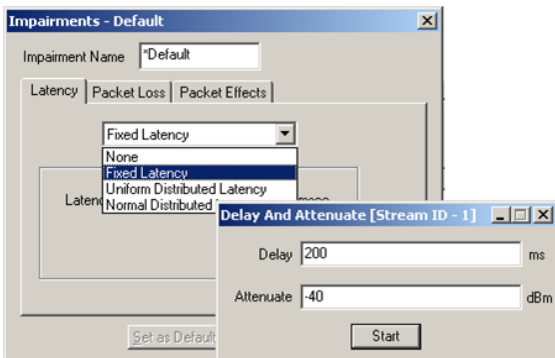 Impairments - Default
Impairment Name *Default
Latency Packet Loss Packet Effects
Fixed Latency
None
Fixed Latency
Uniform Distributed Latency
Normal Distributed
Delay And Attenuate [Stream ID - 1]
Delay 200 ms
Attenuate -40 dBm
Start
Set as Default